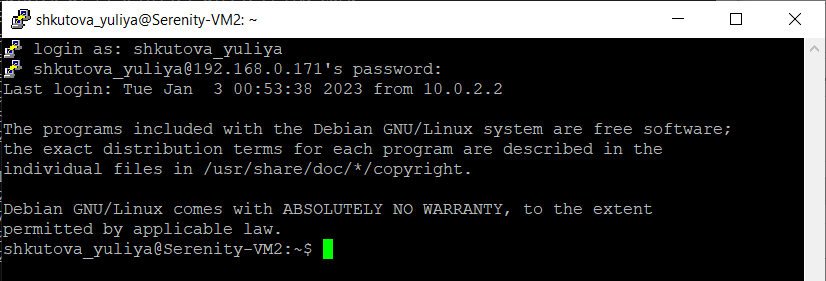 shkutova_yuliya@Serenity-VM2: ~
login as: shkutova_yuliya
shkutova_yuliya@192.168.0.171's password:
Last login: Tue Jan  3 00:53:38 2023 from 10.0.2.2
The programs included with the Debian GNU/Linux system are free software;
the exact distribution terms for each program are described in the
individual files in /usr/share/doc/*/copyright.
Debian GNU/Linux comes with ABSOLUTELY NO WARRANTY, to the extent
permitted by applicable law.
shkutova_yuliya@Serenity-VM2:~$